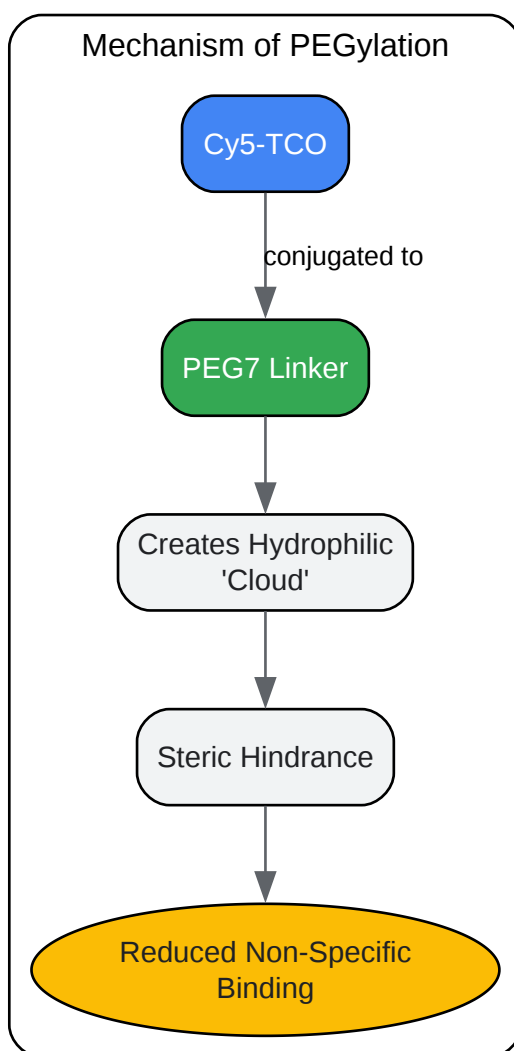 Mechanism of PEGylation
Cy5-TCO
conjugated to
PEG7 Linker
Creates Hydrophilic
'Cloud'
Steric Hindrance
Reduced Non-Specific
Binding